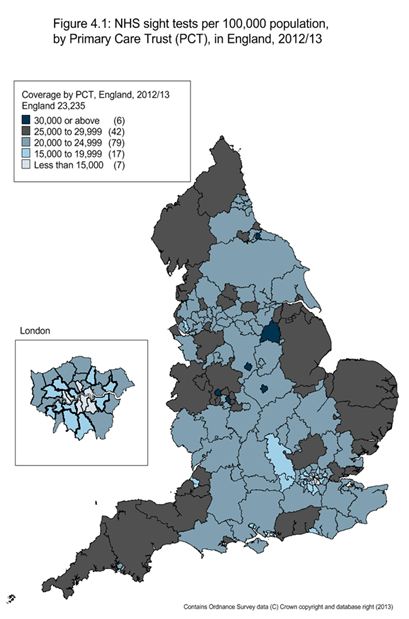 Figure 4.1: NHS sight tests per 100,000 population,
by Primary Care Trust (PCT), in England, 2012/13
Coverage by PCT, England, 2012/13
England 23,235
30,000 or above (6)
25,000 to 29,999 (42)
20,000 to 24,999 (79)
15,000 to 19,999 (17)
Less than 15,000 (7)
London
Contains Ordnance Survey data (C) Crown copyright and database right (2013)